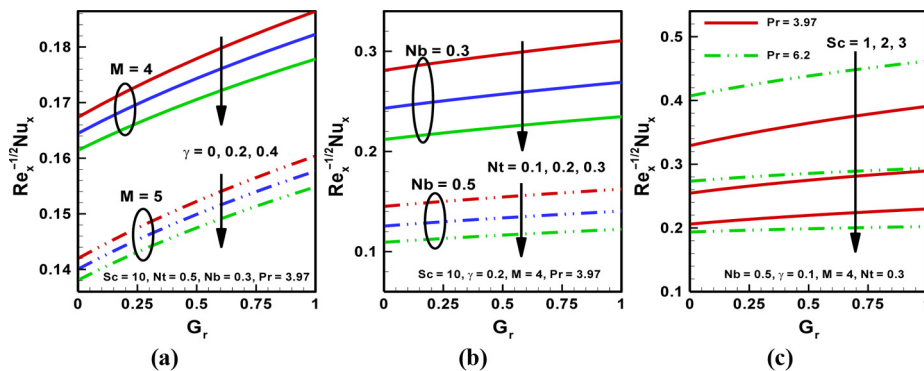 Re_x^{-1/2}Nu_x
0.18
0.17
0.16
0.15
0.14
M = 4
γ = 0, 0.2, 0.4
M = 5
Sc = 10, Nt = 0.5, Nb = 0.3, Pr = 3.97
0 0.25 0.5 0.75 1
G_r
(a)
Re_x^{-1/2}Nu_x
0.3
0.2
0.1
Nb = 0.3
Nt = 0.1, 0.2, 0.3
Nb = 0.5
Sc = 10, γ = 0.2, M = 4, Pr = 3.97
0 0.25 0.5 0.75 1
G_r
(b)
Re_x^{-1/2}Nu_x
0.5
0.4
0.3
0.2
0.1
Pr = 3.97
Pr = 6.2
Sc = 1, 2, 3
Nb = 0.5, γ = 0.1, M = 4, Nt = 0.3
0 0.25 0.5 0.75
G_r
(c)